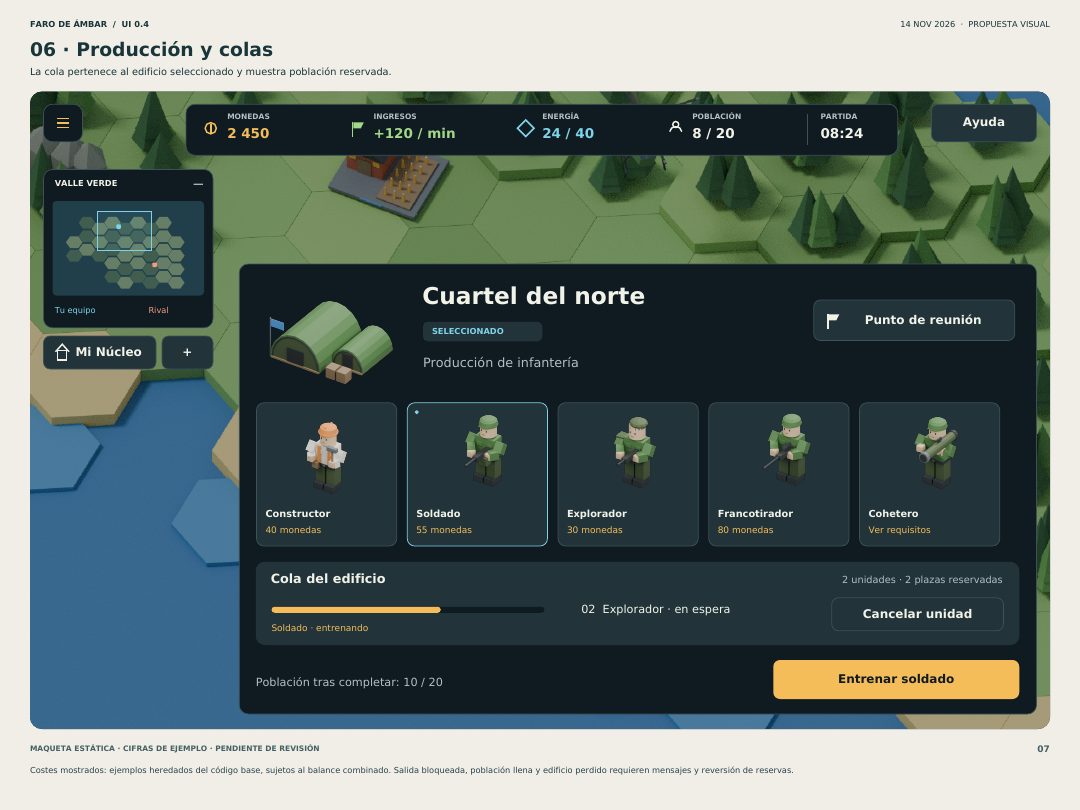 FARO DE ÁMBAR / UI 0.4
14 NOV 2026 · PROPUESTA VISUAL
06 · Producción y colas
La cola pertenece al edificio seleccionado y muestra población reservada.
MONEDAS
2 450
INGRESOS
+120 / min
ENERGÍA
24 / 40
POBLACIÓN
8 / 20
PARTIDA
08:24
Ayuda
VALLE VERDE —
Tu equipo
Rival
Mi Núcleo
+
Cuartel del norte
SELECCIONADO
Producción de infantería
Punto de reunión
Constructor
40 monedas
Soldado
55 monedas
Explorador
30 monedas
Francotirador
80 monedas
Cohetero
Ver requisitos
Cola del edificio
2 unidades · 2 plazas reservadas
Soldado · entrenando
02 Explorador · en espera
Cancelar unidad
Población tras completar: 10 / 20
Entrenar soldado
MAQUETA ESTÁTICA · CIFRAS DE EJEMPLO · PENDIENTE DE REVISIÓN
07
Costes mostrados: ejemplos heredados del código base, sujetos al balance combinado. Salida bloqueada, población llena y edificio perdido requieren mensajes y reversión de reservas.